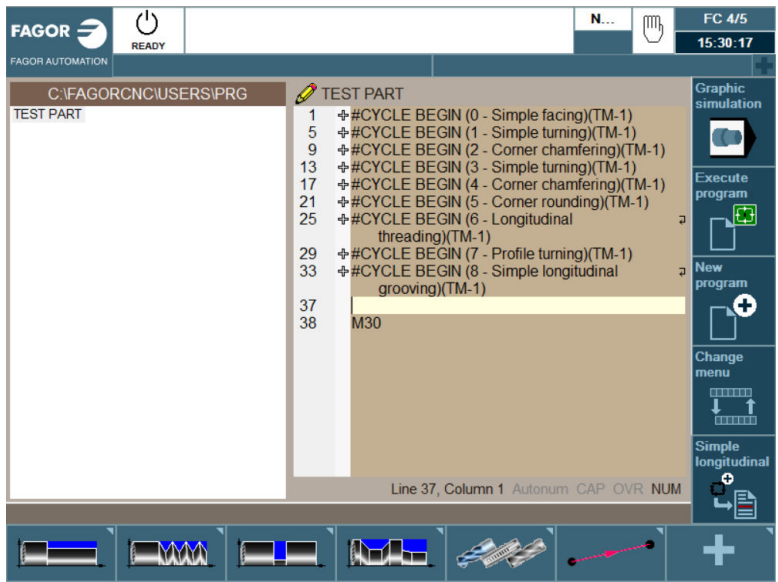 FAGOR
READY
N...
FC 4/5
15:30:17
FAGOR AUTOMATION
C:\FAGORCNC\USERS\PRG
TEST PART
TEST PART
1 #CYCLE BEGIN (0 - Simple facing)(TM-1)
5 #CYCLE BEGIN (1 - Simple turning)(TM-1)
9 #CYCLE BEGIN (2 - Corner chamfering)(TM-1)
13 #CYCLE BEGIN (3 - Simple turning)(TM-1)
17 #CYCLE BEGIN (4 - Corner chamfering)(TM-1)
21 #CYCLE BEGIN (5 - Corner rounding)(TM-1)
25 #CYCLE BEGIN (6 - Longitudinal
threading)(TM-1)
29 #CYCLE BEGIN (7 - Profile turning)(TM-1)
33 #CYCLE BEGIN (8 - Simple longitudinal
grooving)(TM-1)
37
38 M30
Line 37, Column 1 Autonum CAP OVR NUM
Graphic
simulation
Execute
program
New
program
Change
menu
Simple
longitudinal